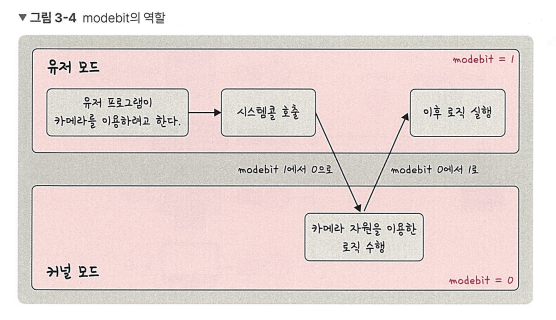 ▼ 그림 3-4 modebit의 역할
유저 모드
modebit = 1
유저 프로그램이
카메라를 이용하려고 한다.
시스템콜 호출
이후 로직 실행
modebit 1에서 0으로
modebit 0에서 1로
카메라 자원을 이용한
로직 수행
커널 모드
modebit = 0